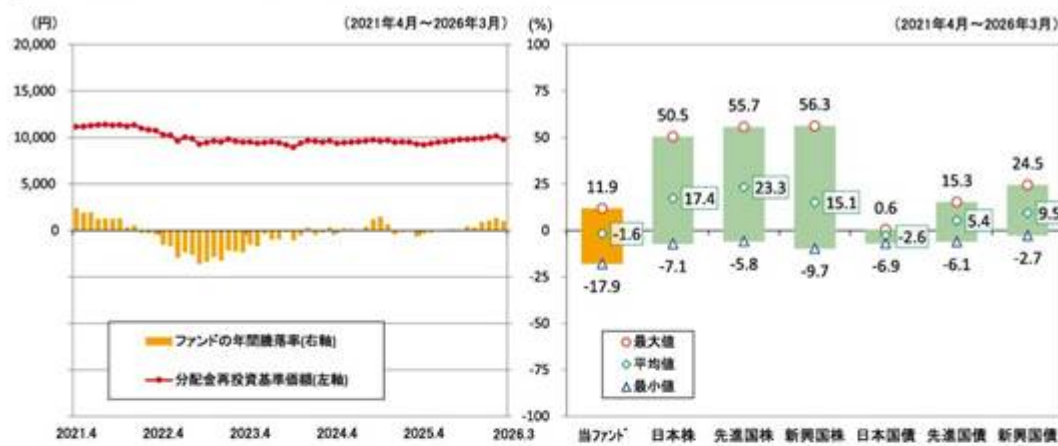 (円)
(2021年4月～2026年3月)
20,000
15,000
10,000
5,000
0
ファンドの年間騰落率(右軸)
分配金再投資基準価額(左軸)
2021.4 2022.4 2023.4 2024.4 2025.4 2026.3
(%)
(2021年4月～2026年3月)
100
75
50
25
0
-25
-50
-75
-100
11.9 50.5 55.7 56.3 0.6 15.3 24.5
-1.6 17.4 23.3 15.1 -2.6 5.4 9.5
-17.9 -7.1 -5.8 -9.7 -6.9 -6.1 -2.7
最大値
平均値
最小値
当ファンド 日本株 先進国株 新興国株 日本国債 先進国債 新興国債